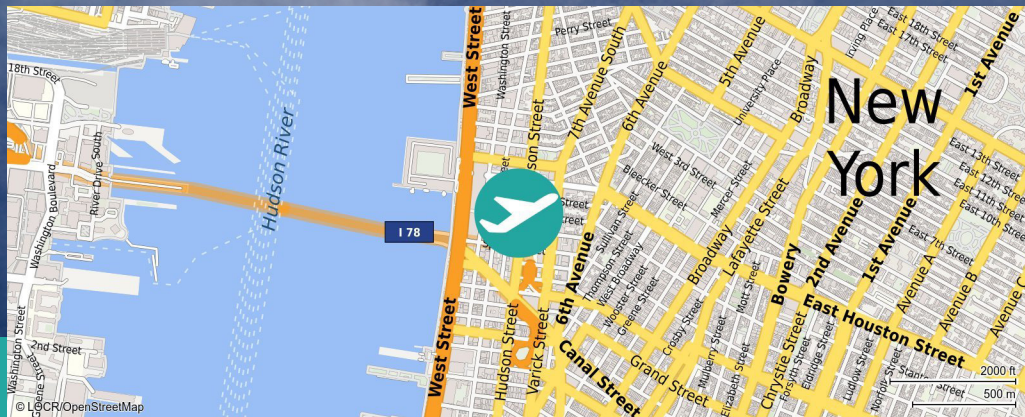 18th Street
Washington Boulevard
River Drive South
Washington Street
2nd Street
Greene Street
Hudson River
I 78
West Street
West Street
Washington Street
Perry Street
Hudson Street
Varick Street
7th Avenue South
6th Avenue
6th Avenue
5th Avenue
University Place
Broadway
Irving Place
East 18th Street
East 17th Street
1st Avenue
New
York
West 3rd Street
Bleecker Street
Mercer Street
Sullivan Street
Thompson Street
West Broadway
Wooster Street
Greene Street
Broadway
Lafayette Street
Crosby Street
Mott Street
Mulberry Street
Elizabeth Street
Bowery
2nd Avenue
1st Avenue
East 13th Street
East 12th Street
East 11th Street
East 10th Street
East 7th Street
Avenue A
Avenue B
Avenue C
East Houston Street
Chrystie Street
Forsyth Street
Eldridge Street
Ludlow Street
Norfolk Street
Canal Street
Grand Street
2000 ft
500 m
© LOCR/OpenStreetMap